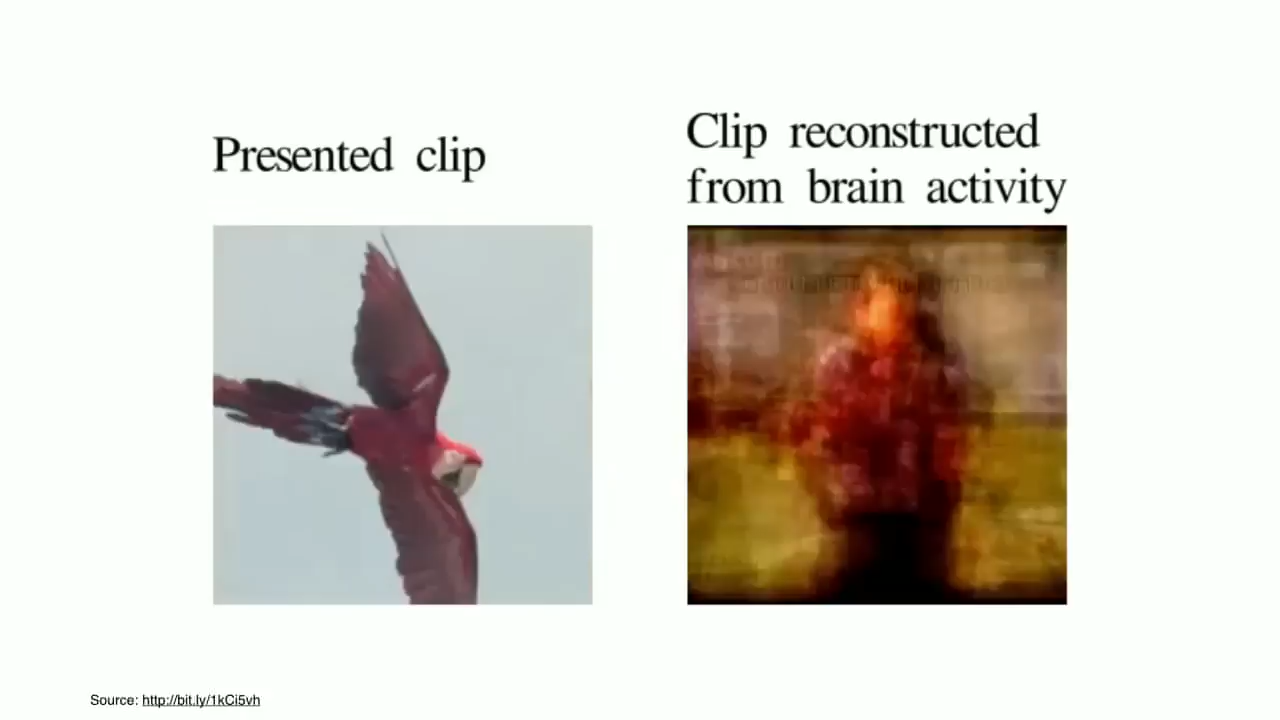 Presented clip
Clip reconstructed
from brain activity
Source: http://bit.ly/1kCi5vh